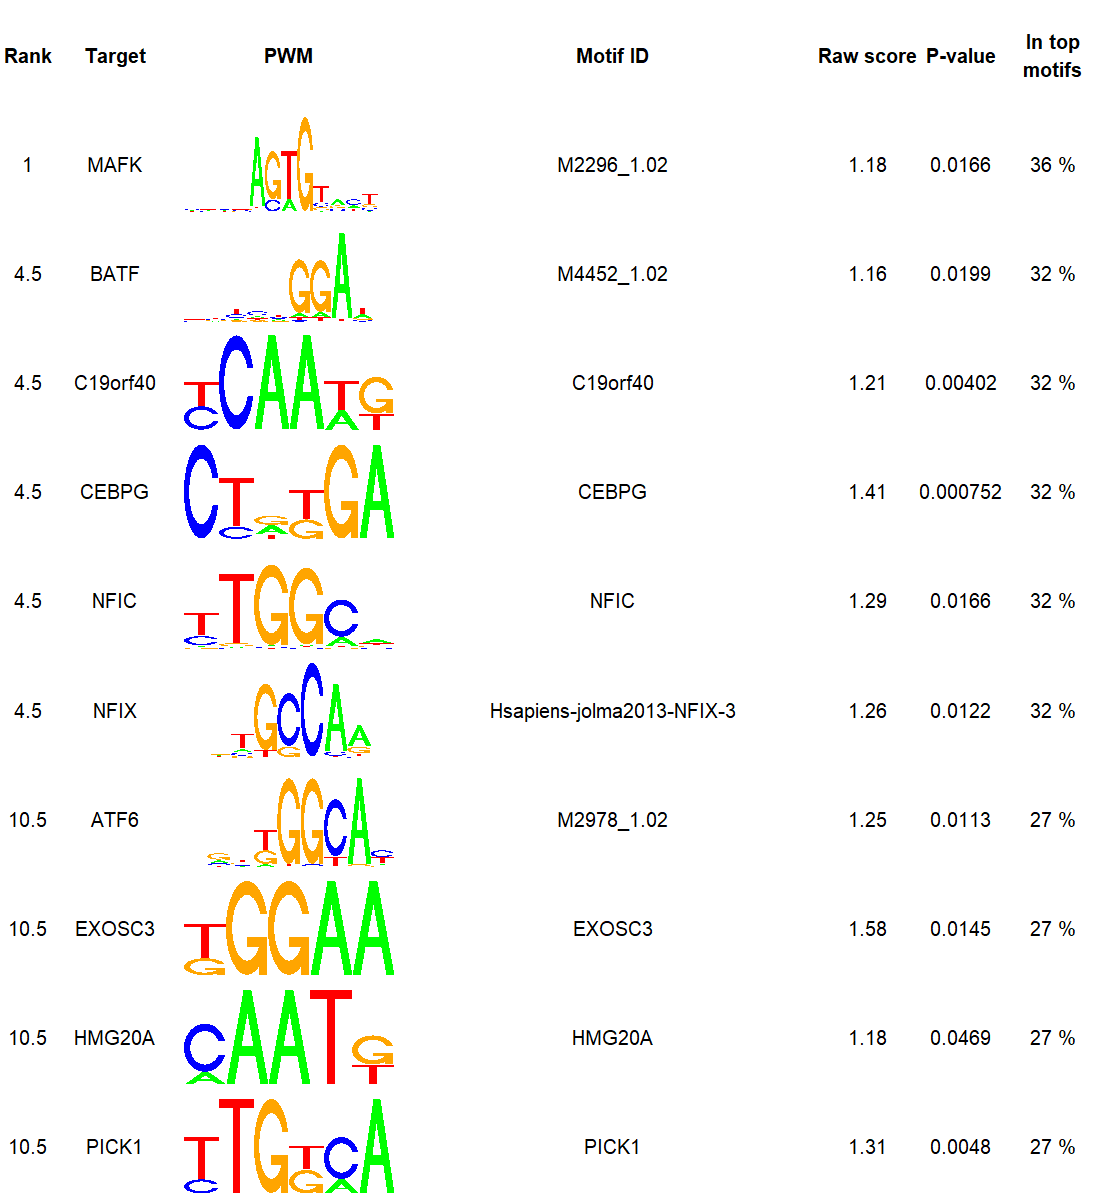 Rank Target PWM Motif ID Raw score P-value In top motifs
1 MAFK M2296_1.02 1.18 0.0166 36 %
4.5 BATF M4452_1.02 1.16 0.0199 32 %
4.5 C19orf40 C19orf40 1.21 0.00402 32 %
4.5 CEBPG CEBPG 1.41 0.000752 32 %
4.5 NFIC NFIC 1.29 0.0166 32 %
4.5 NFIX Hsapiens-jolma2013-NFIX-3 1.26 0.0122 32 %
10.5 ATF6 M2978_1.02 1.25 0.0113 27 %
10.5 EXOSC3 EXOSC3 1.58 0.0145 27 %
10.5 HMG20A HMG20A 1.18 0.0469 27 %
10.5 PICK1 PICK1 1.31 0.0048 27 %